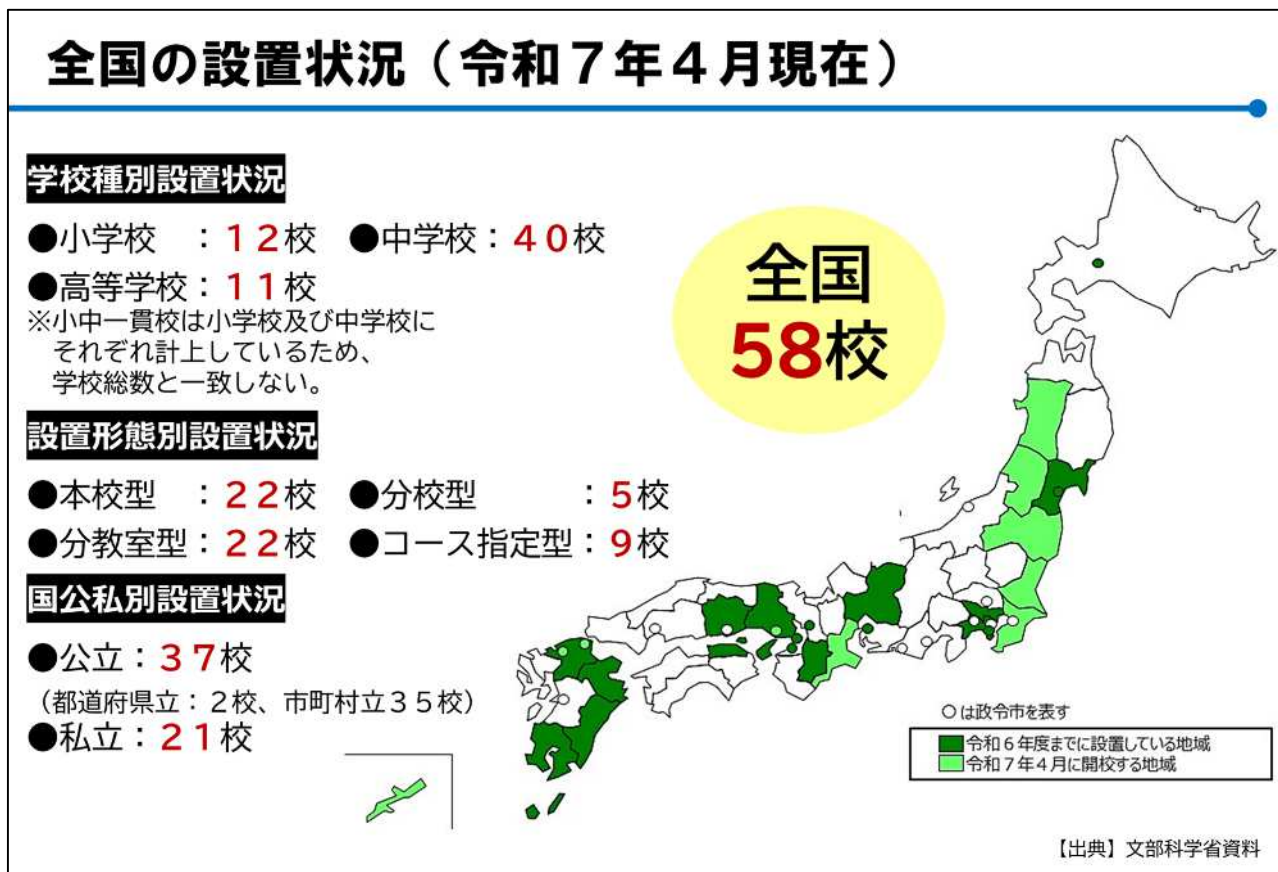 全国の設置状況（令和７年４月現在）
学校種別設置状況
●小学校　：１２校　●中学校：４０校
●高等学校：１１校
※小中一貫校は小学校及び中学校に
それぞれ計上しているため、
学校総数と一致しない。
設置形態別設置状況
●本校型　：２２校　●分校型　　　：５校
●分教室型：２２校　●コース指定型：９校
国公私別設置状況
●公立：３７校
（都道府県立：２校、市町村立３５校）
●私立：２１校
全国
58校
○は政令市を表す
令和６年度までに設置している地域
令和７年４月に開校する地域
【出典】文部科学省資料